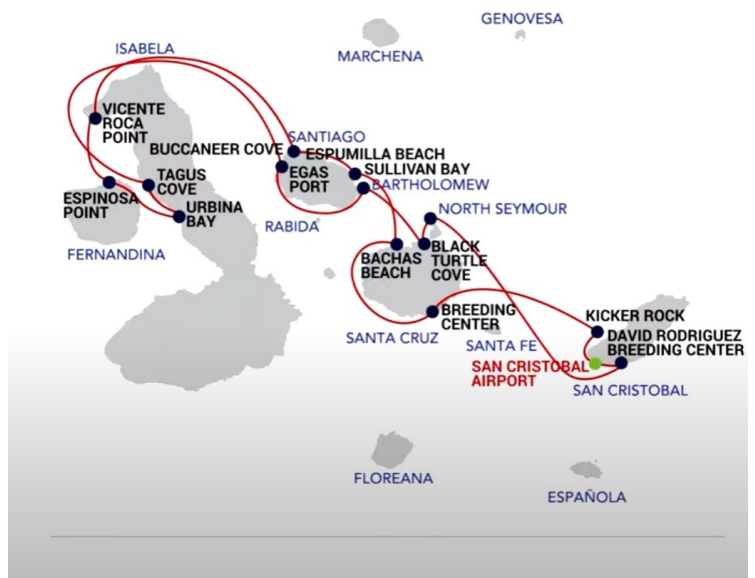 GENOVESA
ISABELA
MARCHENA
VICENTE
ROCA
POINT
BUCCANEER COVE
SANTIAGO
ESPUMILLA BEACH
EGAS
PORT
SULLIVAN BAY
BARTHOLOMEW
TAGUS
COVE
ESPINOSA
POINT
URBINA
BAY
NORTH SEYMOUR
RABIDA
FERNANDINA
BACHAS
BEACH
BLACK
TURTLE
COVE
BREEDING
CENTER
KICKER ROCK
SANTA CRUZ
SANTA FE
DAVID RODRIGUEZ
BREEDING CENTER
SAN CRISTOBAL
AIRPORT
SAN CRISTOBAL
FLOREANA
ESPAÑOLA